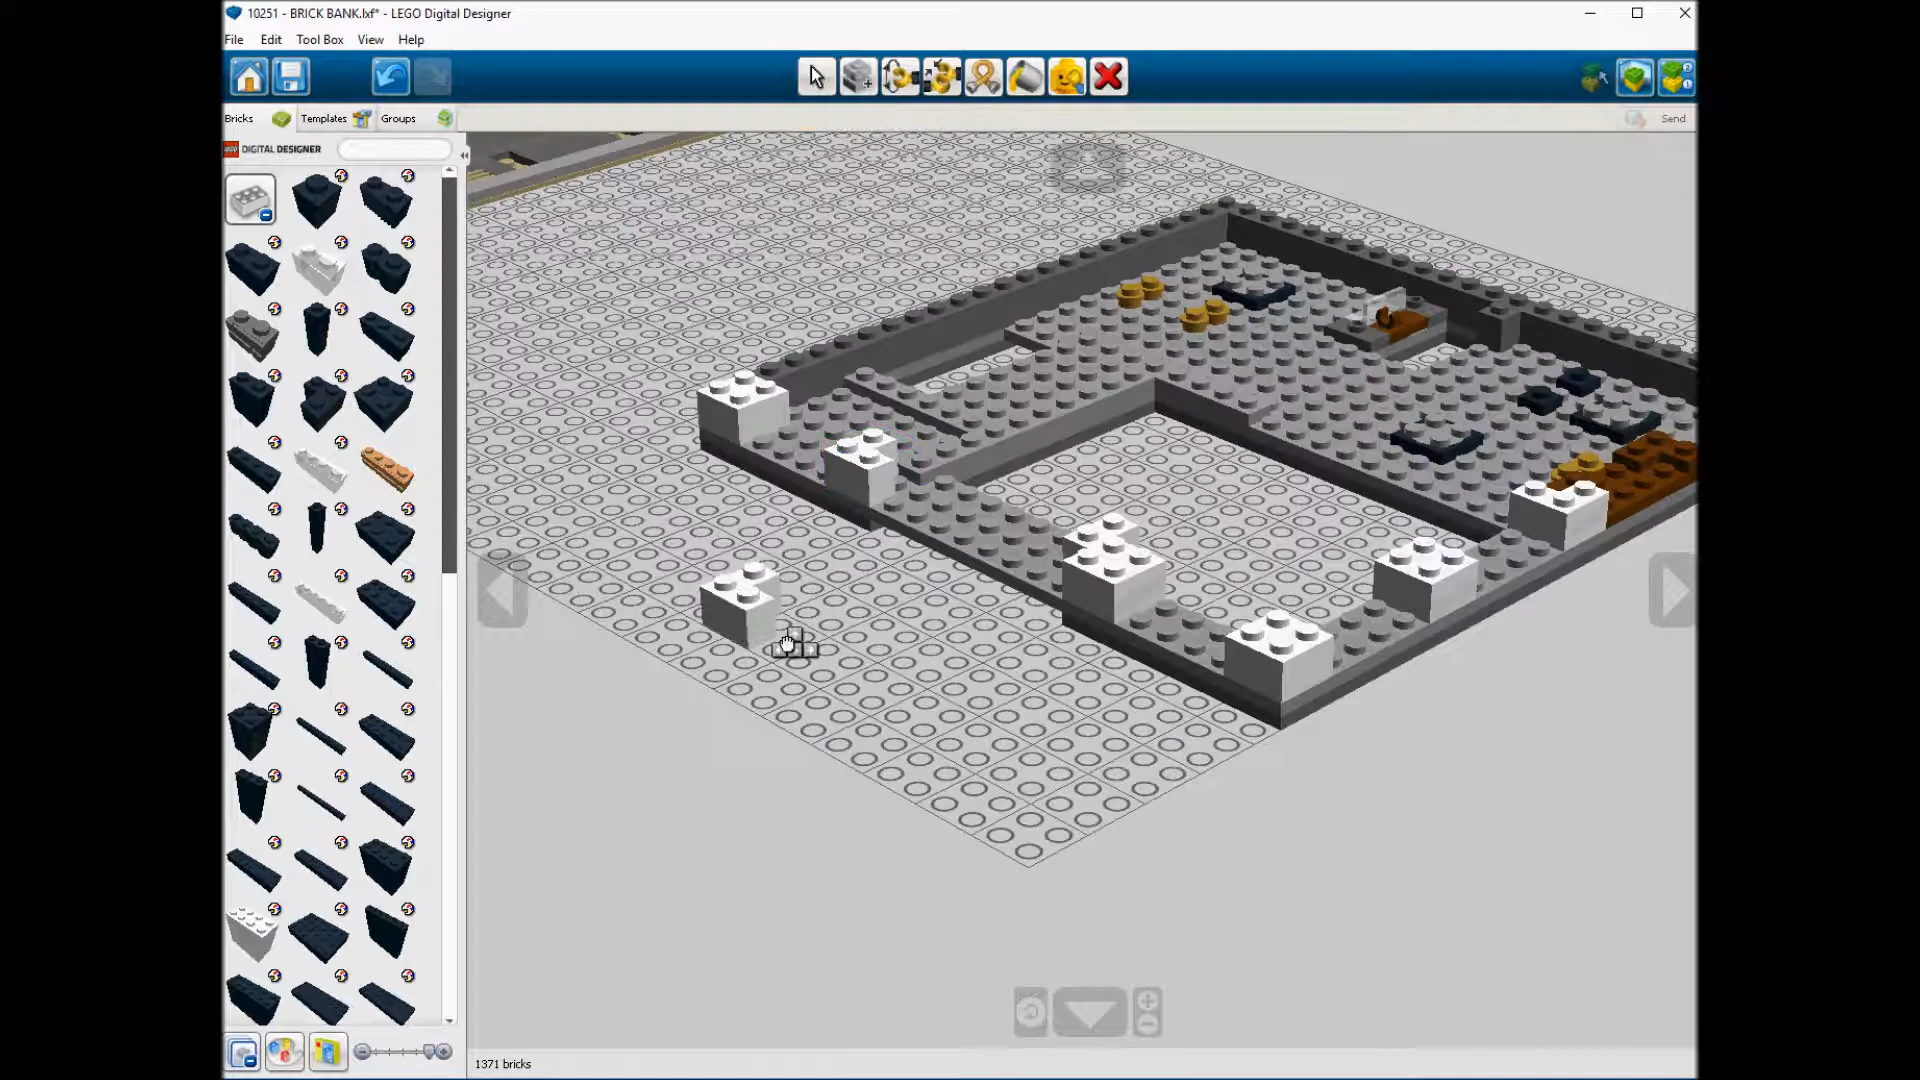 10251 - BRICK BANK.lxf* - LEGO Digital Designer
File Edit Tool Box View Help
Bricks Templates Groups Send
LEGO DIGITAL DESIGNER
1371 bricks